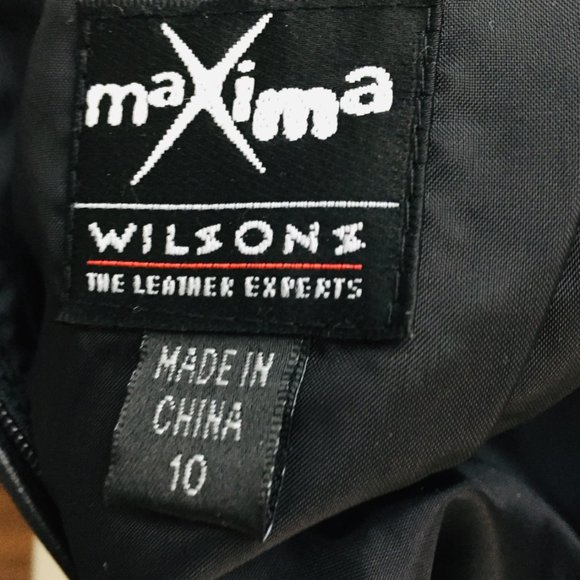 maXima
WILSONS
THE LEATHER EXPERTS
MADE IN
CHINA
10